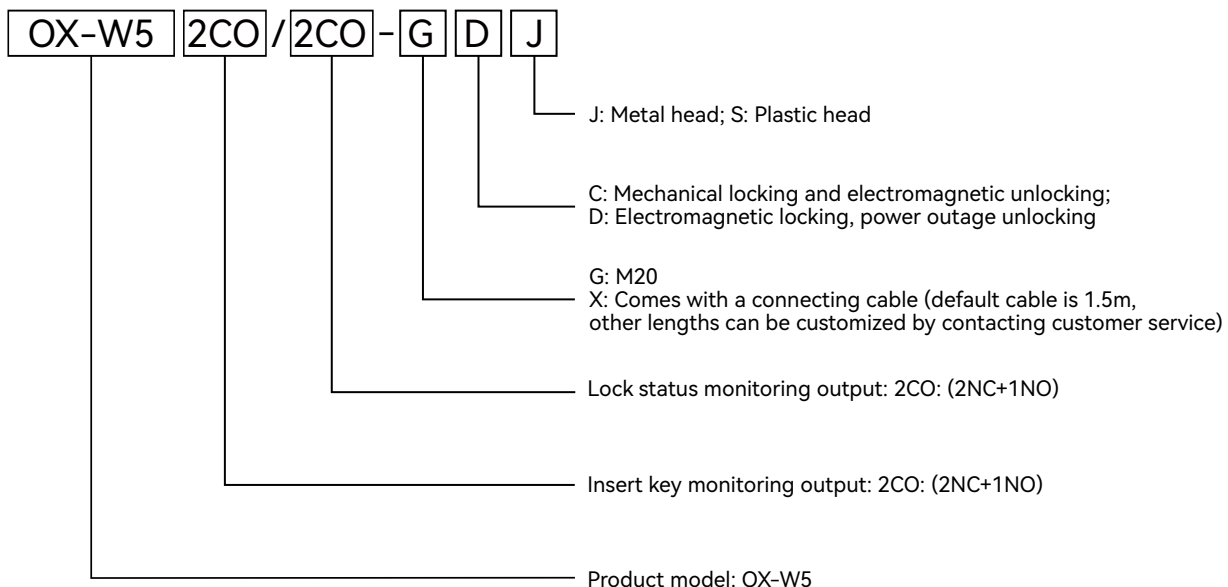 OX-W5 2CO/2CO-G D J
J: Metal head; S: Plastic head
C: Mechanical locking and electromagnetic unlocking;
D: Electromagnetic locking, power outage unlocking
G: M20
X: Comes with a connecting cable (default cable is 1.5m,
other lengths can be customized by contacting customer service)
Lock status monitoring output: 2CO: (2NC+1NO)
Insert key monitoring output: 2CO: (2NC+1NO)
Product model: OX-W5